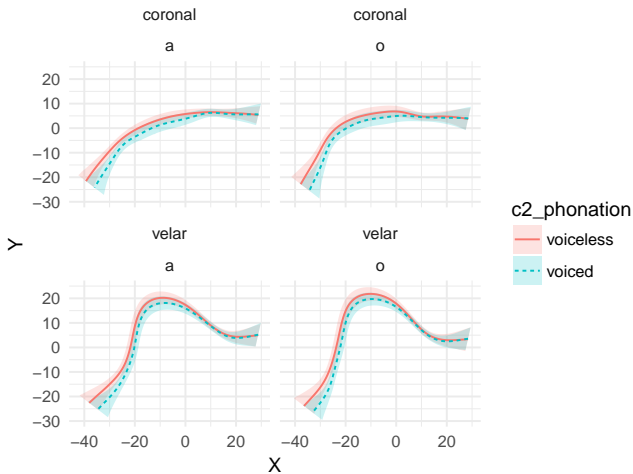 coronal coronal
a o
20
10
0
−10
−20
−30
velar velar
a o
20
10
0
−10
−20
−30
−40 −20 0 20 −40 −20 0 20
X
Y
c2_phonation
voiceless
voiced